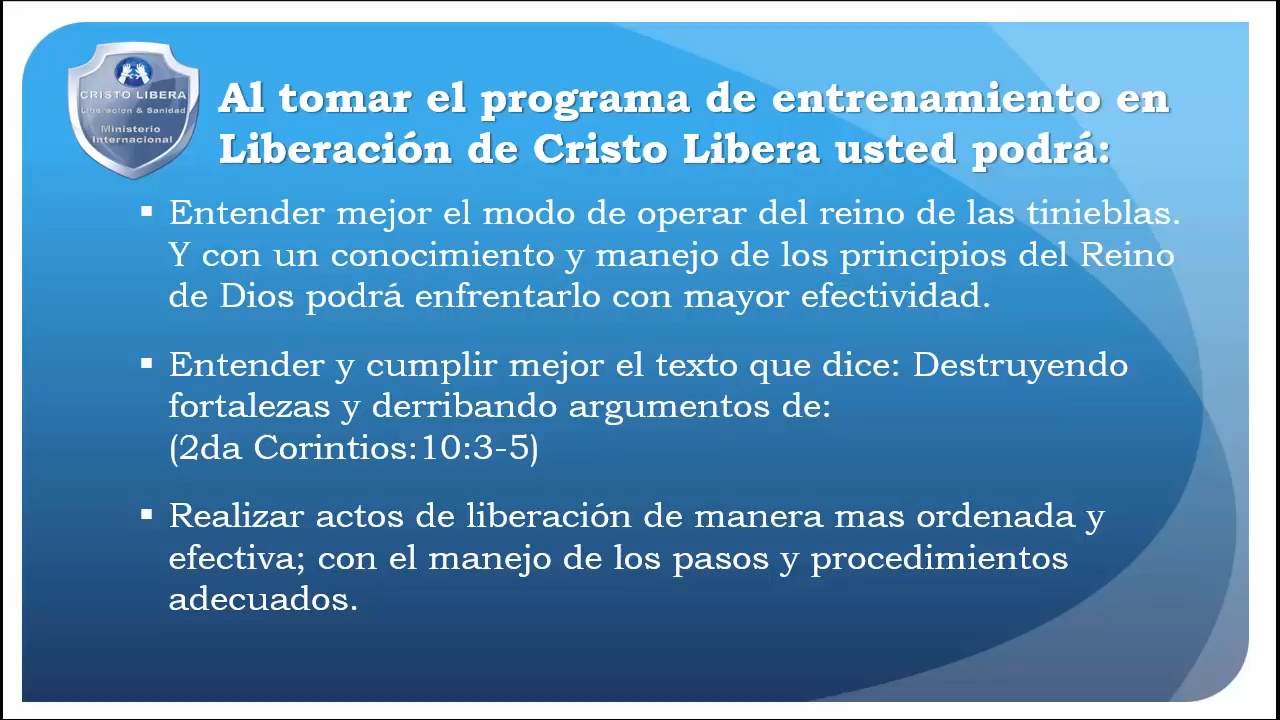 CRISTO LIBERA
Liberación & Sanidad
Ministerio
Internacional
Al tomar el programa de entrenamiento en
Liberación de Cristo Libera usted podrá:
▪ Entender mejor el modo de operar del reino de las tinieblas.
Y con un conocimiento y manejo de los principios del Reino
de Dios podrá enfrentarlo con mayor efectividad.
▪ Entender y cumplir mejor el texto que dice: Destruyendo
fortalezas y derribando argumentos de:
(2da Corintios:10:3-5)
▪ Realizar actos de liberación de manera mas ordenada y
efectiva; con el manejo de los pasos y procedimientos
adecuados.